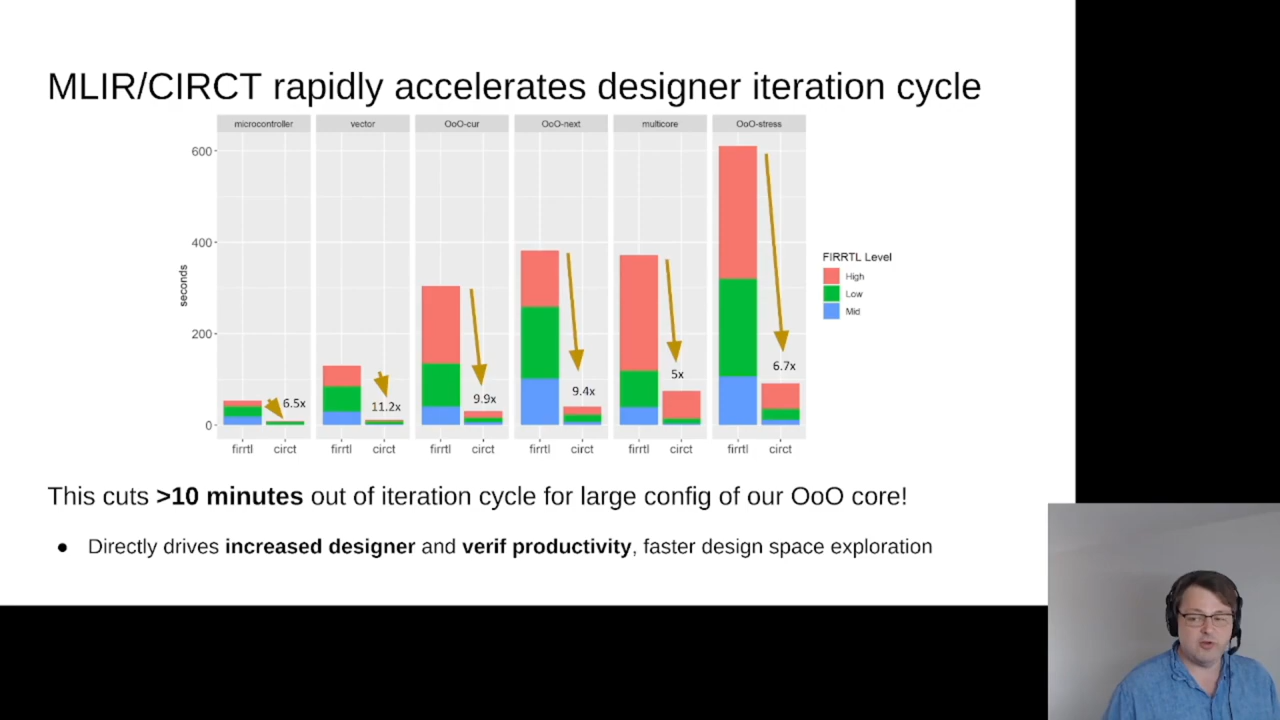 MLIR/CIRCT rapidly accelerates designer iteration cycle
microcontroller vector OoO-cur OoO-next multicore OoO-stress
600
400
200
0
seconds
6.5x 11.2x 9.9x 9.4x 5x 6.7x
firrtl circt firrtl circt firrtl circt firrtl circt firrtl circt firrtl circt
FIRRTL Level
High
Low
Mid
This cuts >10 minutes out of iteration cycle for large config of our OoO core!
● Directly drives increased designer and verif productivity, faster design space exploration